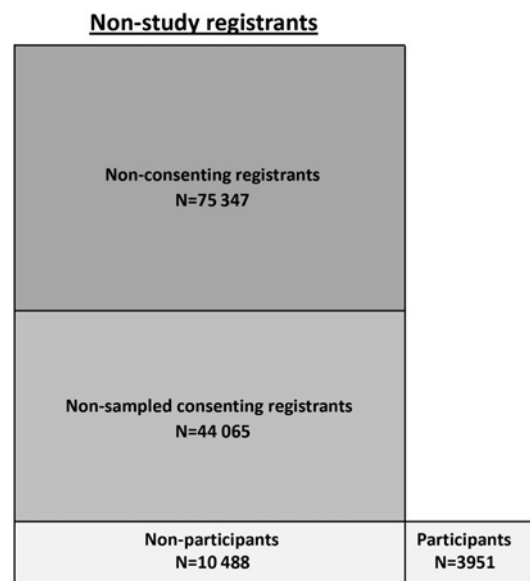 Non-study registrants
Non-consenting registrants
N=75 347
Non-sampled consenting registrants
N=44 065
Non-participants
N=10 488
Participants
N=3951